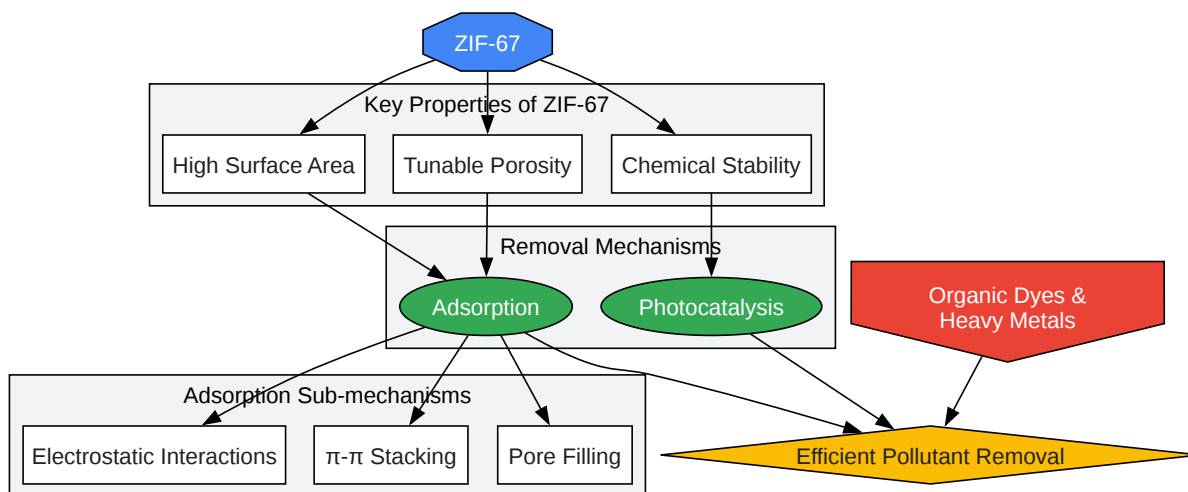 ZIF-67
Key Properties of ZIF-67
High Surface Area
Tunable Porosity
Chemical Stability
Removal Mechanisms
Adsorption
Photocatalysis
Organic Dyes &
Heavy Metals
Adsorption Sub-mechanisms
Electrostatic Interactions
π-π Stacking
Pore Filling
Efficient Pollutant Removal